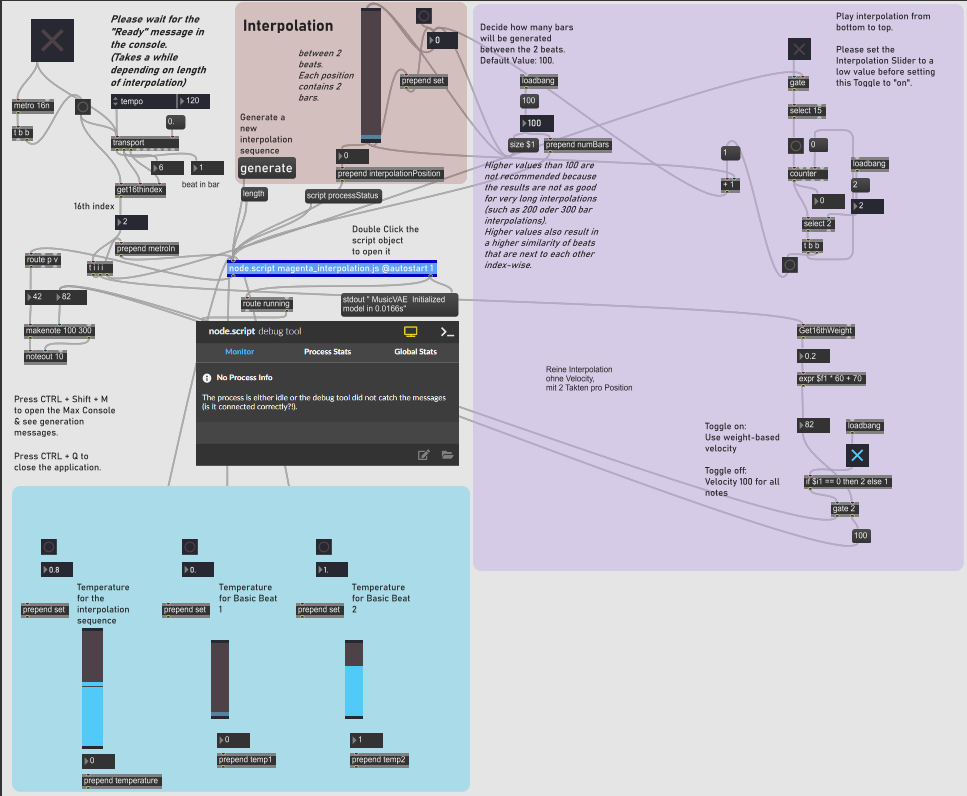 Please wait for the
"Ready" message in
the console.
(Takes a while
depending on length
of interpolation)
metro 16n
t b b
tempo
120
0.
transport
6
1
beat in bar
get16thindex
16th index
2
prepend metroIn
route p v
t i i i
42
82
makenote 100 300
noteout 10
Press CTRL + Shift + M
to open the Max Console
& see generation
messages.
Press CTRL + Q to
close the application.
Interpolation
between 2
beats.
Each position
contains 2
bars.
0
prepend set
Generate a
new
interpolation
sequence
generate
length
0
prepend interpolationPosition
script processStatus
Double Click the
script object
to open it
node.script magenta_interpolation.js @autostart 1
route running
stdout " MusicVAE Initialized
model in 0.0166s"
node.script debug tool
Monitor
Process Stats
Global Stats
No Process Info
The process is either idle or the debug tool did not catch the messages
(is it connected correctly?!).
Decide how many bars
will be generated
between the 2 beats.
Default Value: 100.
loadbang
100
100
size $1
prepend numBars
Higher values than 100 are
not recommended because
the results are not as good
for very long interpolations
(such as 200 oder 300 bar
interpolations).
Higher values also result in
a higher similarity of beats
that are next to each other
index-wise.
Play interpolation from
bottom to top.
Please set the
Interpolation Slider to a
low value before setting
this Toggle to "on".
gate
select 15
0
counter
loadbang
2
0
2
select 2
t b b
1
+ 1
Get16thWeight
0.2
expr $f1 * 60 + 70
Reine Interpolation
ohne Velocity,
mit 2 Takten pro Position
82
loadbang
Toggle on:
Use weight-based
velocity
Toggle off:
Velocity 100 for all
notes
if $i1 == 0 then 2 else 1
gate 2
100
0.8
prepend set
Temperature
for the
interpolation
sequence
0
prepend temperature
0.
prepend set
Temperature
for Basic Beat
1
0
prepend temp1
1.
prepend set
Temperature
for Basic Beat
2
1
prepend temp2